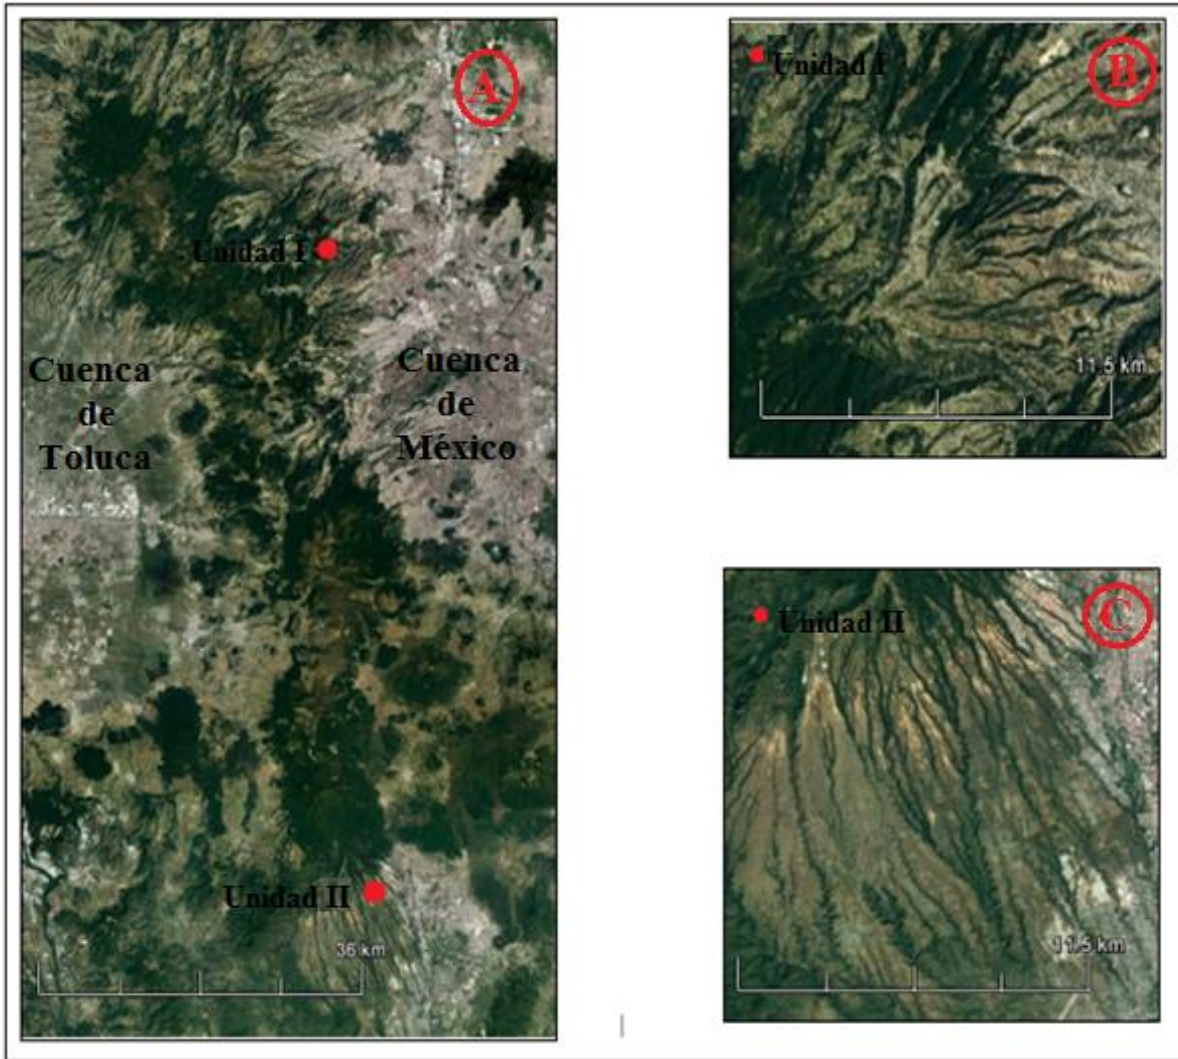 A
Unidad I
Cuenca
de
Toluca
Cuenca
de
México
Unidad II
36 km
B
Unidad I
11.5 km
C
Unidad II
11.5 km